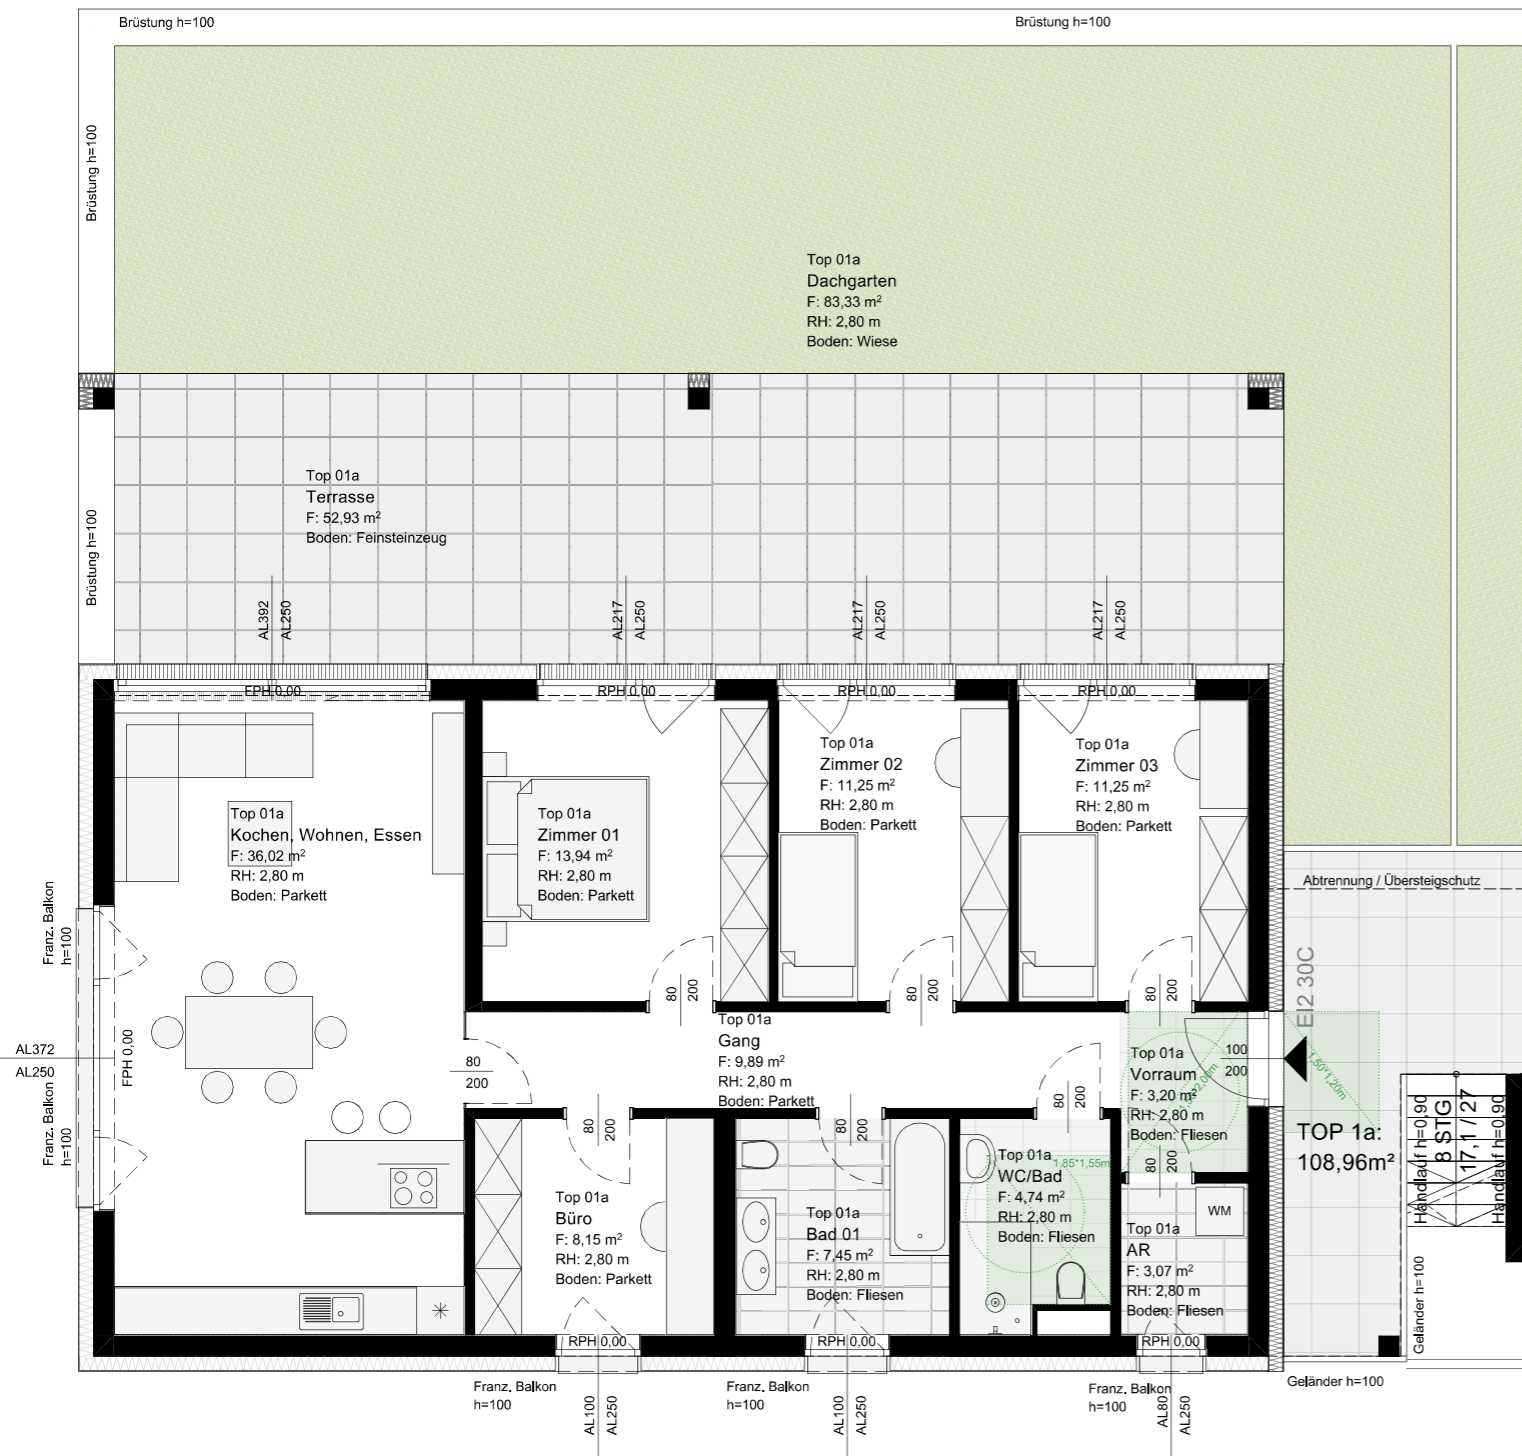 Brüstung h=100
Brüstung h=100
Brüstung h=100
Top 01a
Dachgarten
F: 83,33 m²
RH: 2,80 m
Boden: Wiese
Top 01a
Terrasse
F: 52,93 m²
Boden: Feinsteinzeug
Brüstung h=100
AL392
AL250
AL217
AL250
AL217
AL250
AL217
AL250
FPH 0,00
RPH 0,00
RPH 0,00
RPH 0,00
Top 01a
Kochen, Wohnen, Essen
F: 36,02 m²
RH: 2,80 m
Boden: Parkett
Top 01a
Zimmer 01
F: 13,94 m²
RH: 2,80 m
Boden: Parkett
Top 01a
Zimmer 02
F: 11,25 m²
RH: 2,80 m
Boden: Parkett
Top 01a
Zimmer 03
F: 11,25 m²
RH: 2,80 m
Boden: Parkett
Abtrennung / Übersteigschutz
Franz. Balkon
h=100
80
200
80
200
80
200
EI2 30C
AL372
AL250
FPH 0,00
Franz. Balkon
h=100
80
200
Top 01a
Gang
F: 9,89 m²
RH: 2,80 m
Boden: Parkett
Top 01a
Vorraum
F: 3,20 m²
RH: 2,80 m
Boden: Fliesen
100
200
1,50*1,20m
TOP 1a:
108,96m²
Handlauf h=0,90
8 STG
17,1 / 27
Handlauf h=0,90
80
200
80
200
80
200
80
200
Top 01a
Büro
F: 8,15 m²
RH: 2,80 m
Boden: Parkett
Top 01a
Bad 01
F: 7,45 m²
RH: 2,80 m
Boden: Fliesen
1,85*1,55m
Top 01a
WC/Bad
F: 4,74 m²
RH: 2,80 m
Boden: Fliesen
WM
Top 01a
AR
F: 3,07 m²
RH: 2,80 m
Boden: Fliesen
RPH 0,00
RPH 0,00
RPH 0,00
Geländer h=100
Geländer h=100
Franz. Balkon
h=100
AL100
AL250
Franz. Balkon
h=100
AL100
AL250
Franz. Balkon
h=100
AL80
AL250